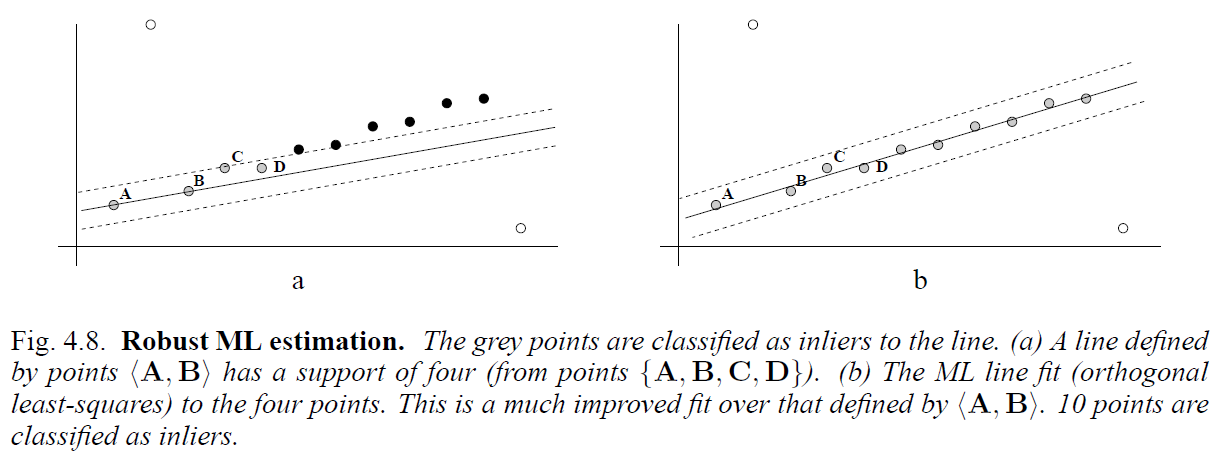 A
B
C
D
a
A
B
C
D
b
Fig. 4.8. Robust ML estimation. The grey points are classified as inliers to the line. (a) A line defined
by points ⟨A, B⟩ has a support of four (from points {A, B, C, D}). (b) The ML line fit (orthogonal
least-squares) to the four points. This is a much improved fit over that defined by ⟨A, B⟩. 10 points are
classified as inliers.